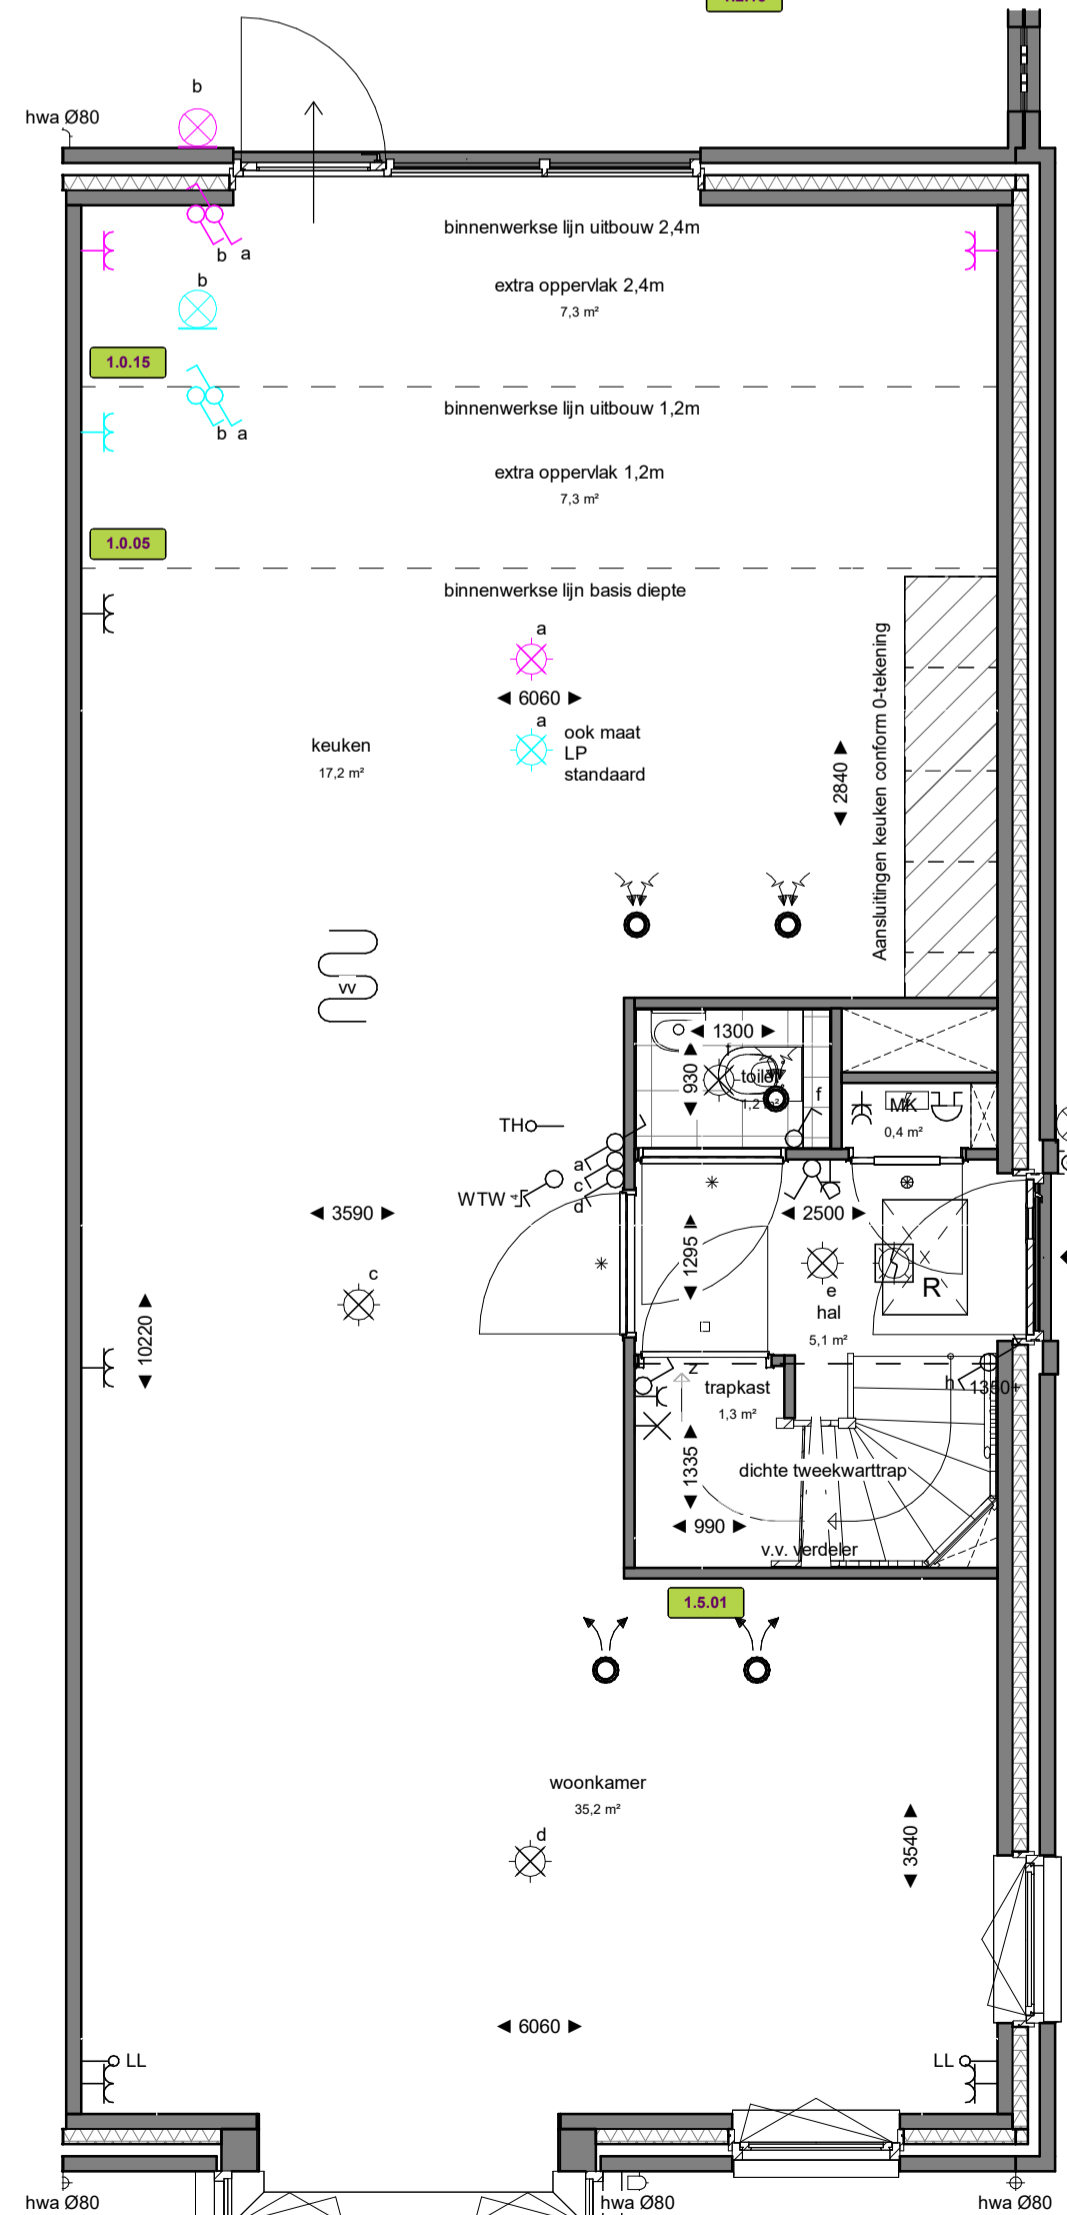 b
hwa Ø80
b a
binnenwerkse lijn uitbouw 2,4m
extra oppervlak 2,4m
7,3 m²
b
1.0.15
binnenwerkse lijn uitbouw 1,2m
b a
extra oppervlak 1,2m
7,3 m²
1.0.05
binnenwerkse lijn basis diepte
a
6060
a
ook maat
LP
standaard
keuken
17,2 m²
2840
Aansluitingen keuken conform 0-tekening
vv
1300
f
930
toilet
1,2 m²
f
MK
0,4 m²
TH
a
c
d
WTW
4
3590
2500
1295
e
hal
5,1 m²
R
c
10220
z
trapkast
1,3 m²
h
1350+
1335
dichte tweekwarttrap
990
v.v. verdeler
1.5.01
woonkamer
35,2 m²
d
3540
6060
LL
LL
hwa Ø80
hwa Ø80
hwa Ø80